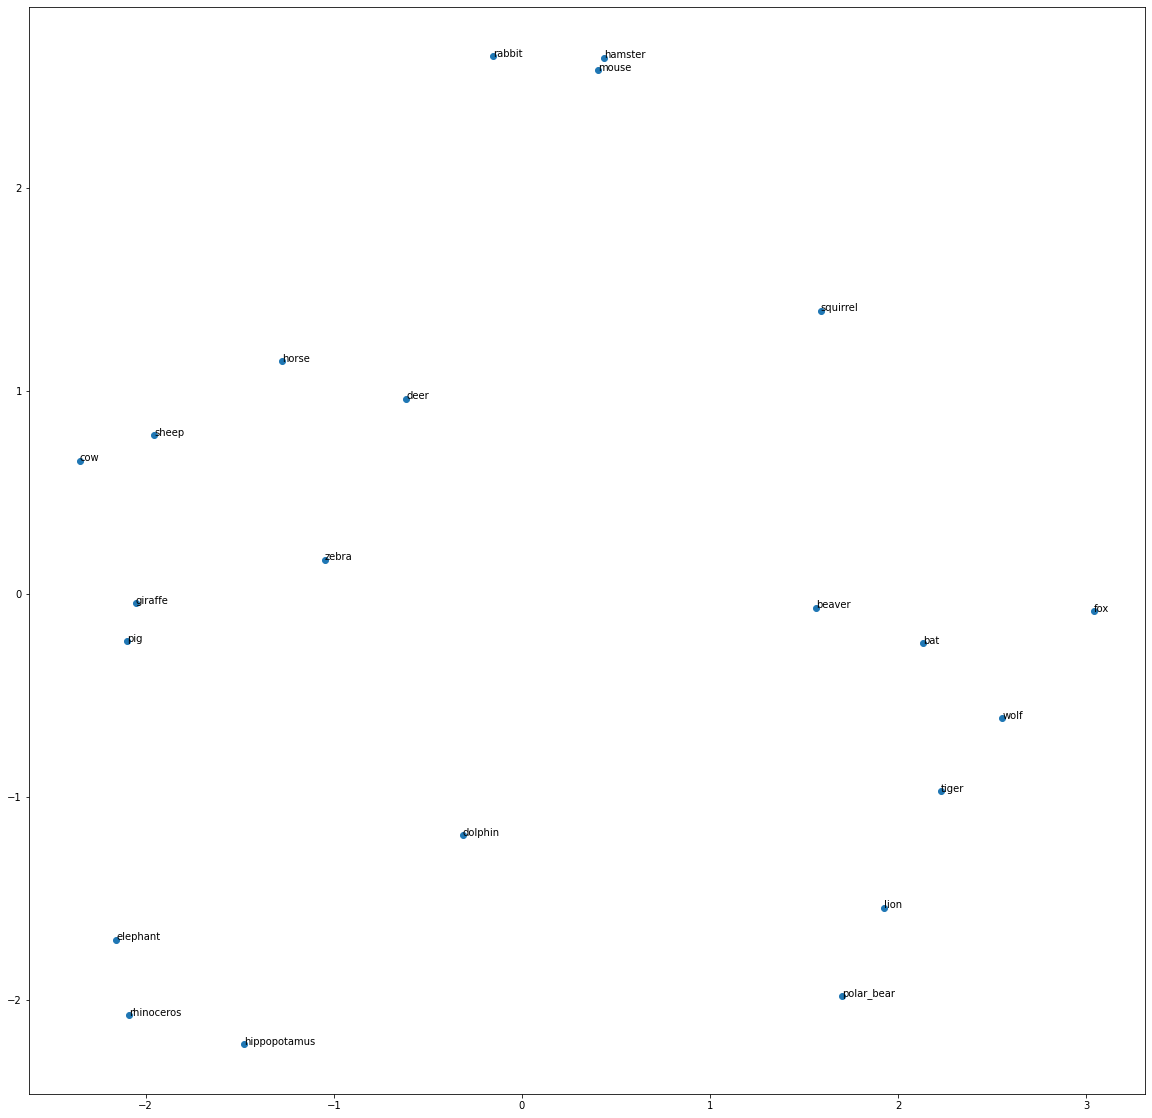 rabbit
hamster
mouse
2
squirrel
horse
deer
1
sheep
cow
zebra
0
giraffe
beaver
fox
pig
bat
wolf
−1
tiger
dolphin
lion
elephant
−2
polar_bear
rhinoceros
hippopotamus
−2 −1 0 1 2 3